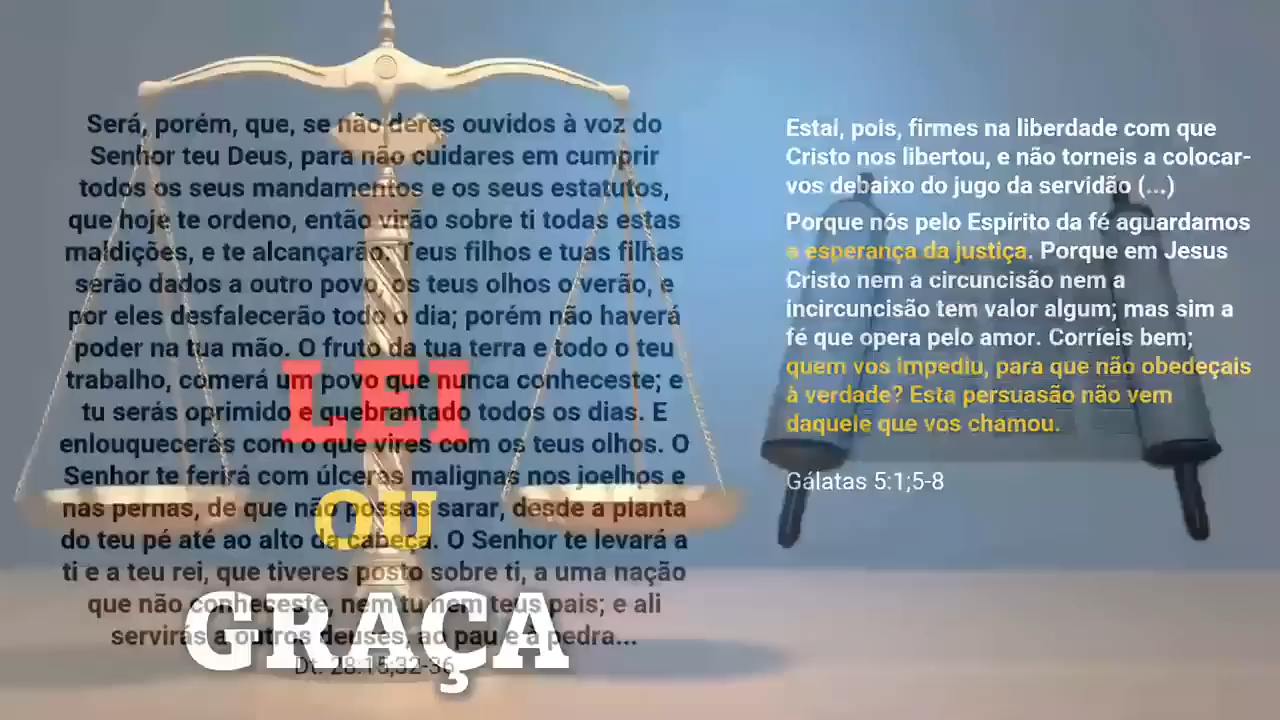 Será, porém, que, se não deres ouvidos à voz do
Senhor teu Deus, para não cuidares em cumprir
todos os seus mandamentos e os seus estatutos,
que hoje te ordeno, então virão sobre ti todas estas
maldições, e te alcançarão: Teus filhos e tuas filhas
serão dados a outro povo, os teus olhos o verão, e
por eles desfalecerão todo o dia; porém não haverá
poder na tua mão. O fruto da tua terra e todo o teu
trabalho, comerá um povo que nunca conheceste; e
tu serás oprimido e quebrantado todos os dias. E
enlouquecerás com o que vires com os teus olhos. O
Senhor te ferirá com úlceras malignas nos joelhos e
nas pernas, de que não possas sarar, desde a planta
do teu pé até ao alto da cabeça. O Senhor te levará a
ti e a teu rei, que tiveres posto sobre ti, a uma nação
que não conheceste, nem tu nem teus pais; e ali
servirás a outros deuses, ao pau e à pedra...
Dt. 28:15;32-36
LEI
OU
GRAÇA
Estai, pois, firmes na liberdade com que
Cristo nos libertou, e não torneis a colocar-
vos debaixo do jugo da servidão (...)
Porque nós pelo Espírito da fé aguardamos
a esperança da justiça. Porque em Jesus
Cristo nem a circuncisão nem a
incircuncisão tem valor algum; mas sim a
fé que opera pelo amor. Corríeis bem;
quem vos impediu, para que não obedeçais
à verdade? Esta persuasão não vem
daquele que vos chamou.
Gálatas 5:1;5-8